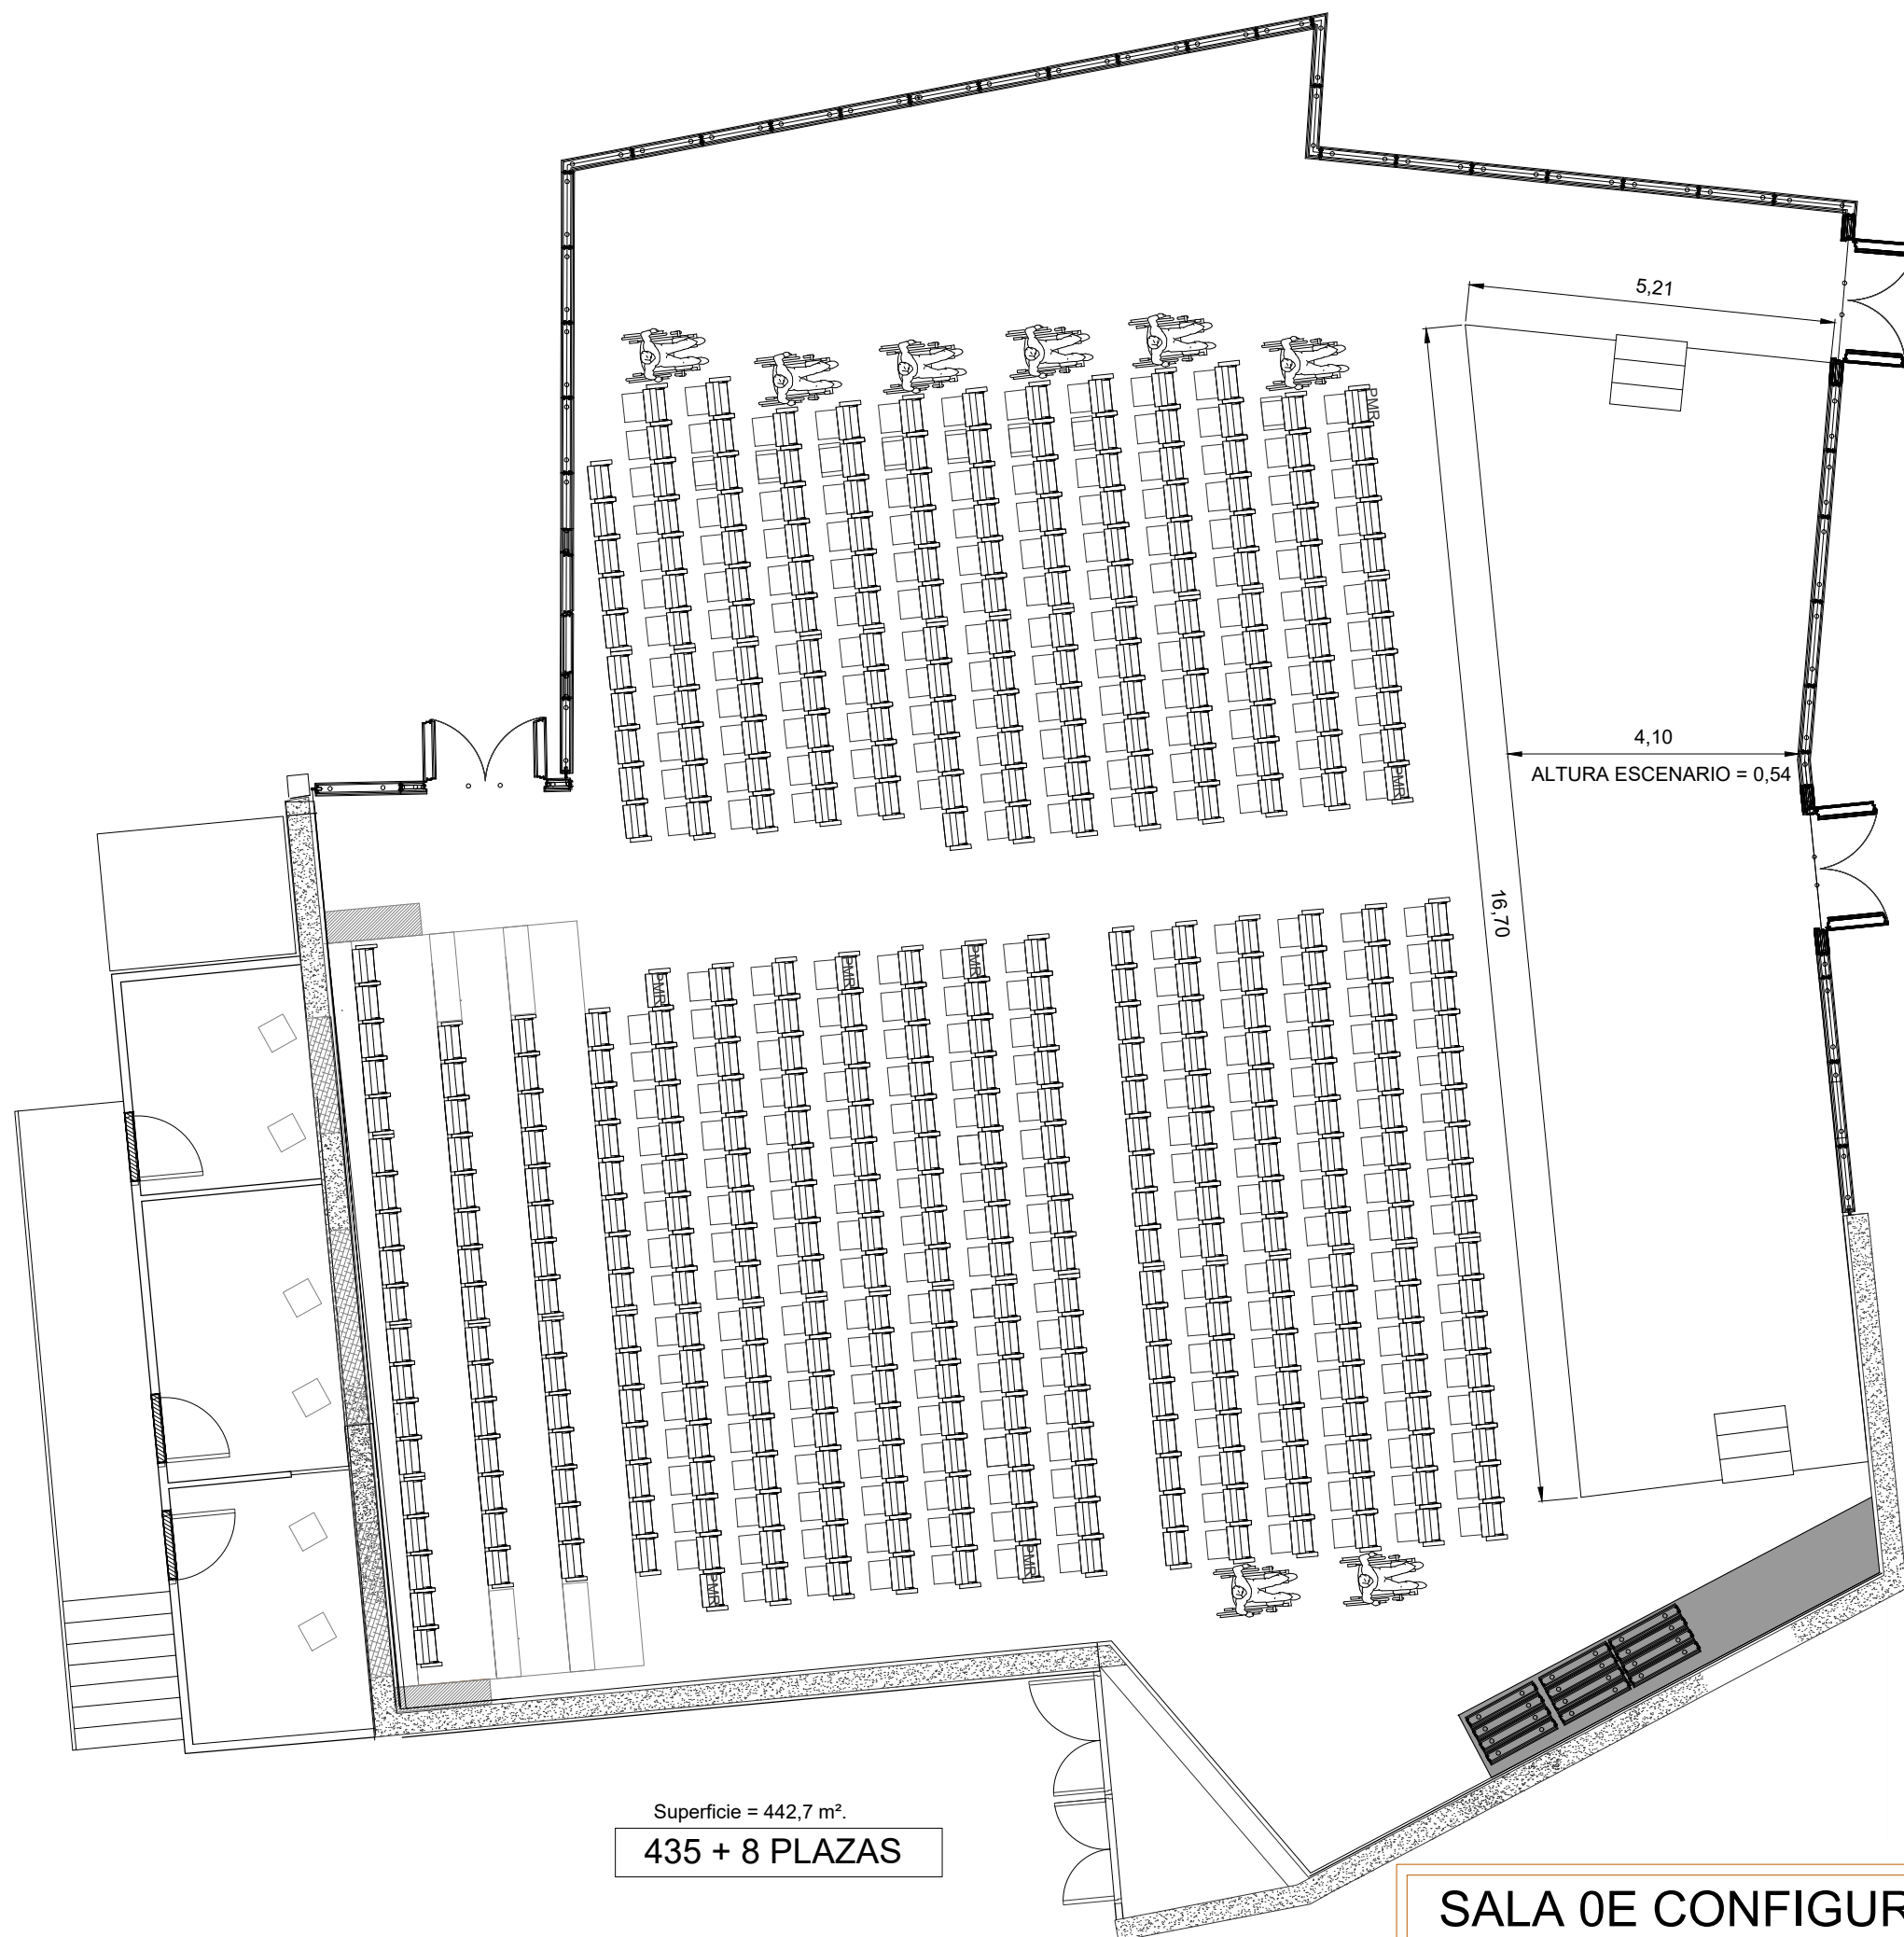 5,21
PMR
4,10
ALTURA ESCENARIO = 0,54
PMR
16,70
PMR
PMR
PMR
PMR
PMR
Superficie = 442,7 m².
435 + 8 PLAZAS
SALA 0E CONFIGUR